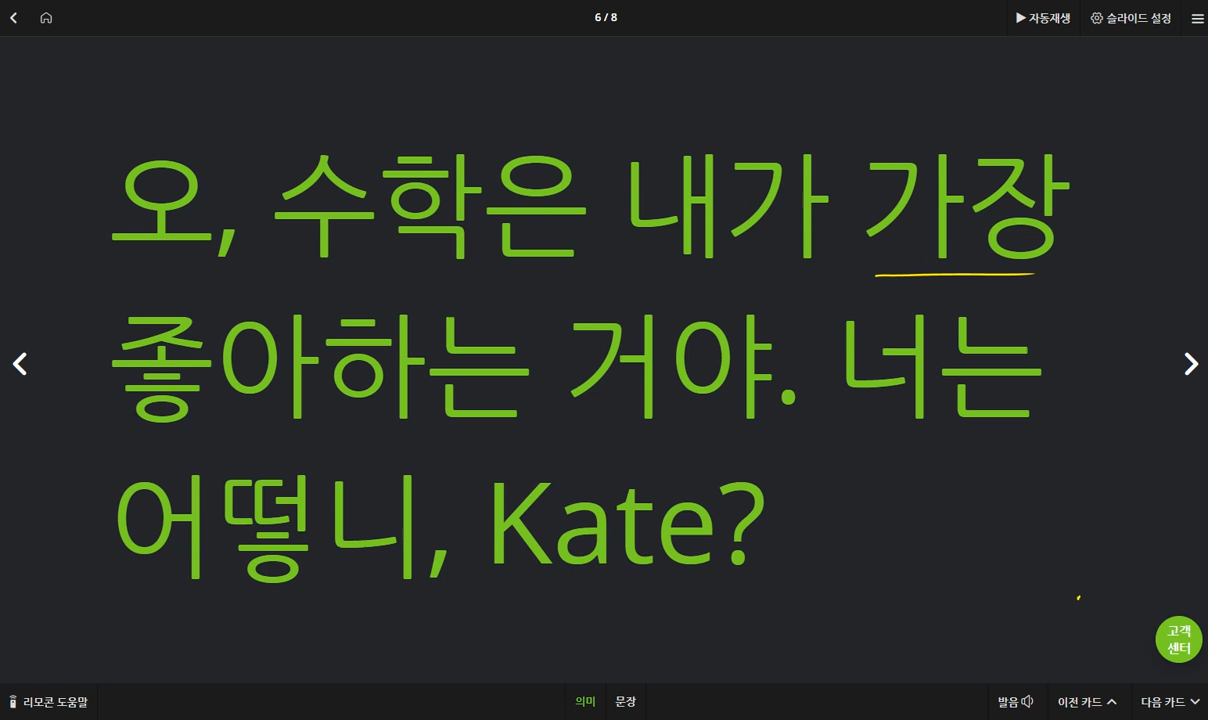 6 / 8
자동재생
슬라이드 설정
오, 수학은 내가 가장
좋아하는 거야. 너는
어떻니, Kate?
고객
센터
리모콘 도움말
의미
문장
발음
이전 카드
다음 카드